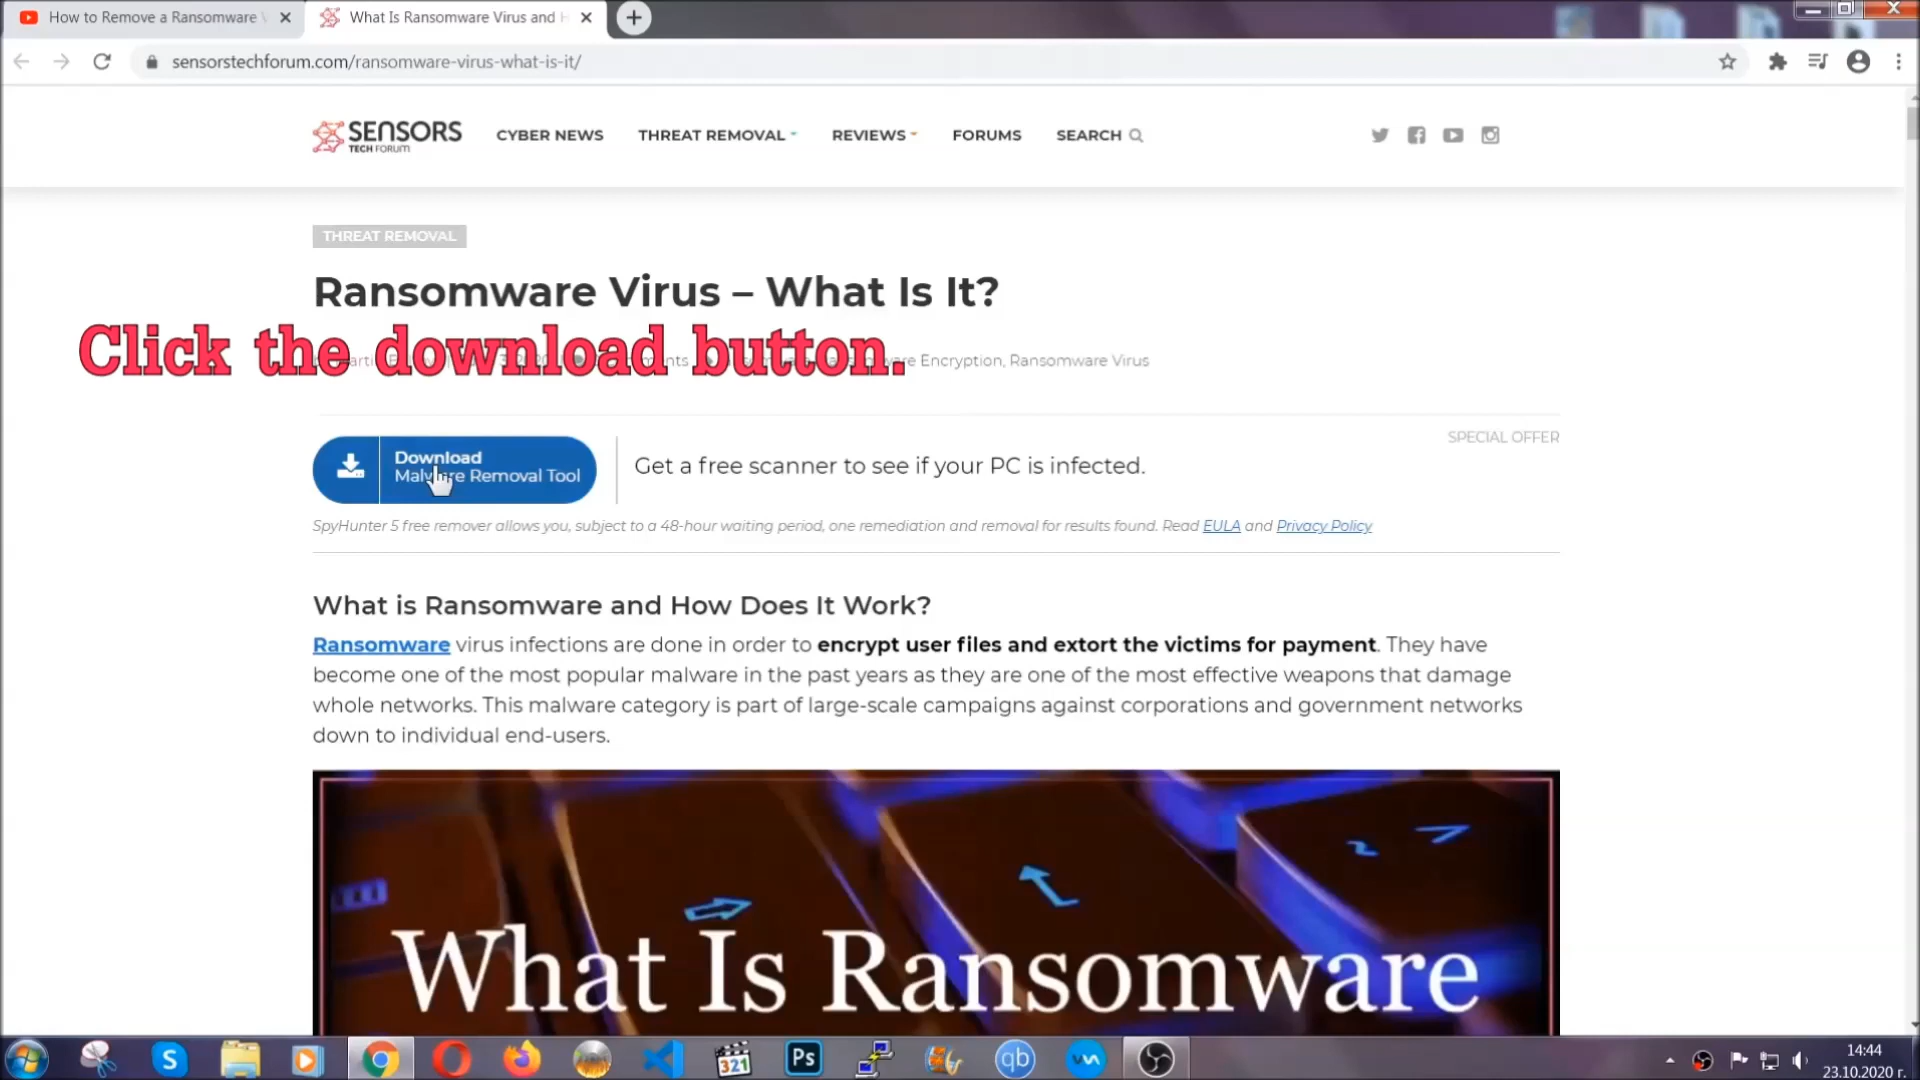 How to Remove a Ransomware
What Is Ransomware Virus and
sensorstechforum.com/ransomware-virus-what-is-it/
SENSORS
TECH FORUM
CYBER NEWS
THREAT REMOVAL
REVIEWS
FORUMS
SEARCH
THREAT REMOVAL
Ransomware Virus – What Is It?
Click the download button.
Encryption, Ransomware Virus
SPECIAL OFFER
Download
Malware Removal Tool
Get a free scanner to see if your PC is infected.
SpyHunter 5 free remover allows you, subject to a 48-hour waiting period, one remediation and removal for results found. Read EULA and Privacy Policy
What is Ransomware and How Does It Work?
Ransomware virus infections are done in order to encrypt user files and extort the victims for payment. They have
become one of the most popular malware in the past years as they are one of the most effective weapons that damage
whole networks. This malware category is part of large-scale campaigns against corporations and government networks
down to individual end-users.
What Is Ransomware
S
321
Ps
qb
14:44
23.10.2020 г.